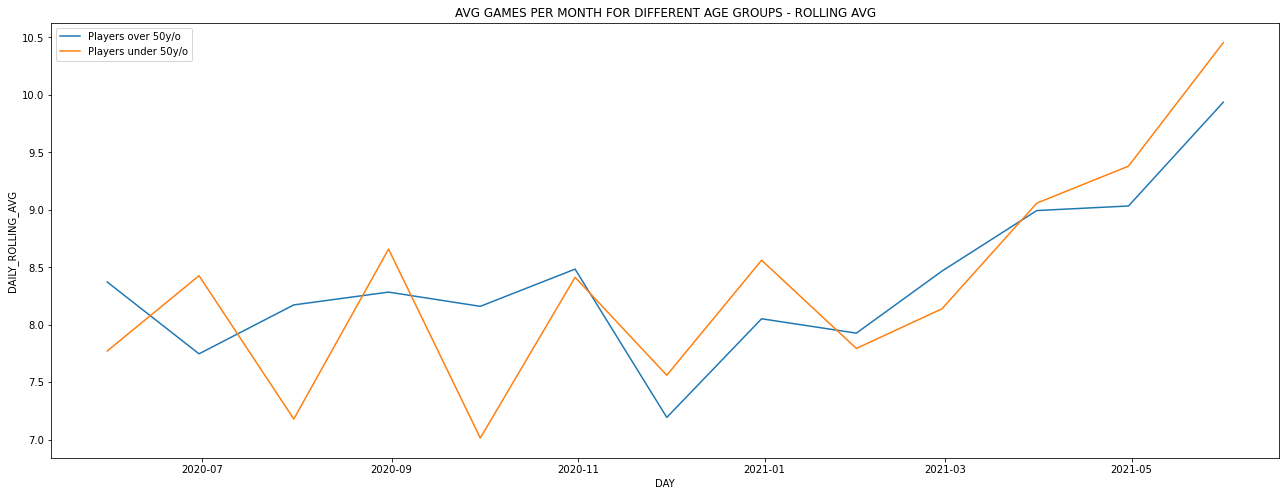 AVG GAMES PER MONTH FOR DIFFERENT AGE GROUPS - ROLLING AVG
Players over 50y/o
Players under 50y/o
10.5
10.0
9.5
9.0
8.5
8.0
7.5
7.0
DAILY_ROLLING_AVG
2020-07 2020-09 2020-11 2021-01 2021-03 2021-05
DAY